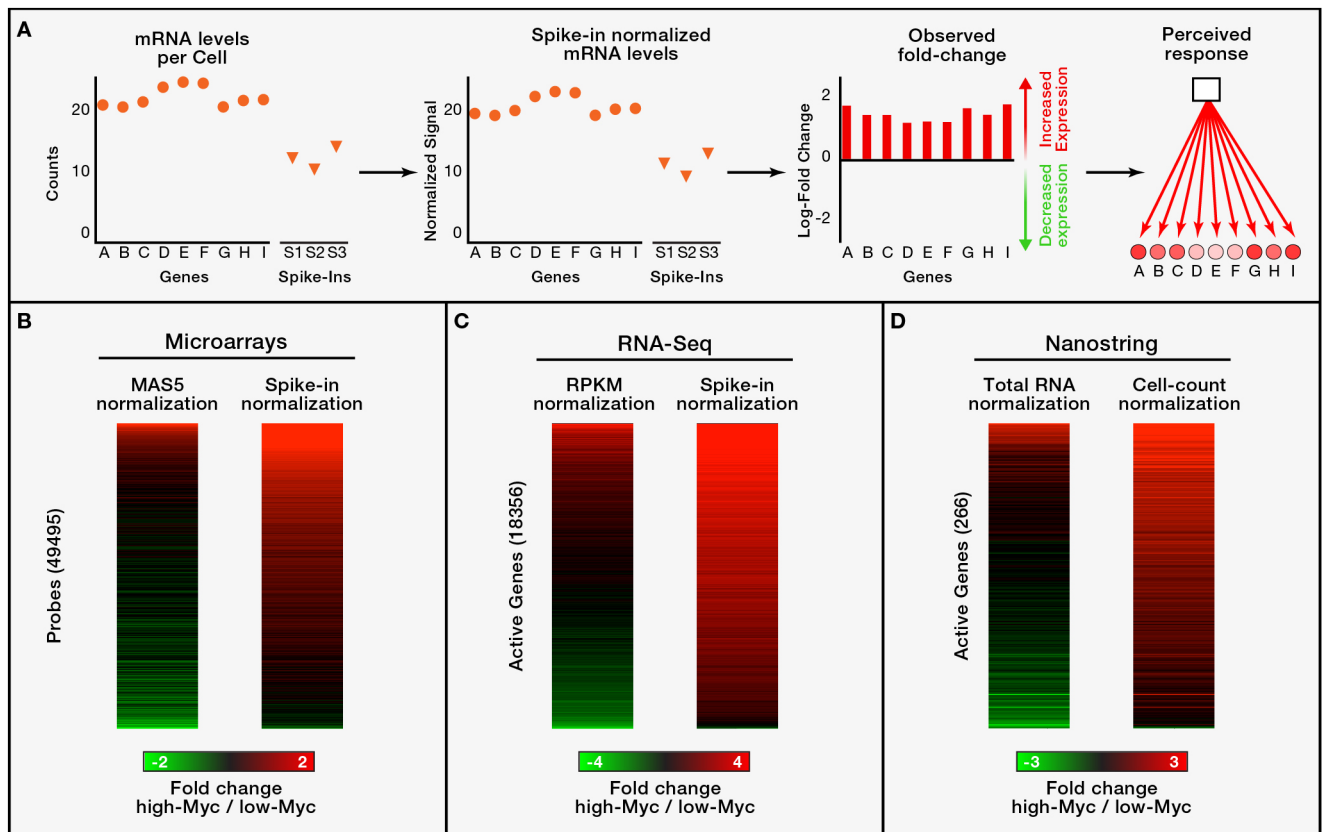 A
mRNA levels
per Cell
Counts
20
10
0
A B C D E F G H I
S1 S2 S3
Genes
Spike-Ins
Spike-in normalized
mRNA levels
Normalized Signal
20
10
0
A B C D E F G H I
S1 S2 S3
Genes
Spike-Ins
Observed
fold-change
Log-Fold Change
2
0
-2
A B C D E F G H I
Genes
Increased
Expression
Decreased
expression
Perceived
response
A B C D E F G H I
B
Microarrays
MAS5
normalization
Spike-in
normalization
Probes (49495)
-2 2
Fold change
high-Myc / low-Myc
C
RNA-Seq
RPKM
normalization
Spike-in
normalization
Active Genes (18356)
-4 4
Fold change
high-Myc / low-Myc
D
Nanostring
Total RNA
normalization
Cell-count
normalization
Active Genes (266)
-3 3
Fold change
high-Myc / low-Myc